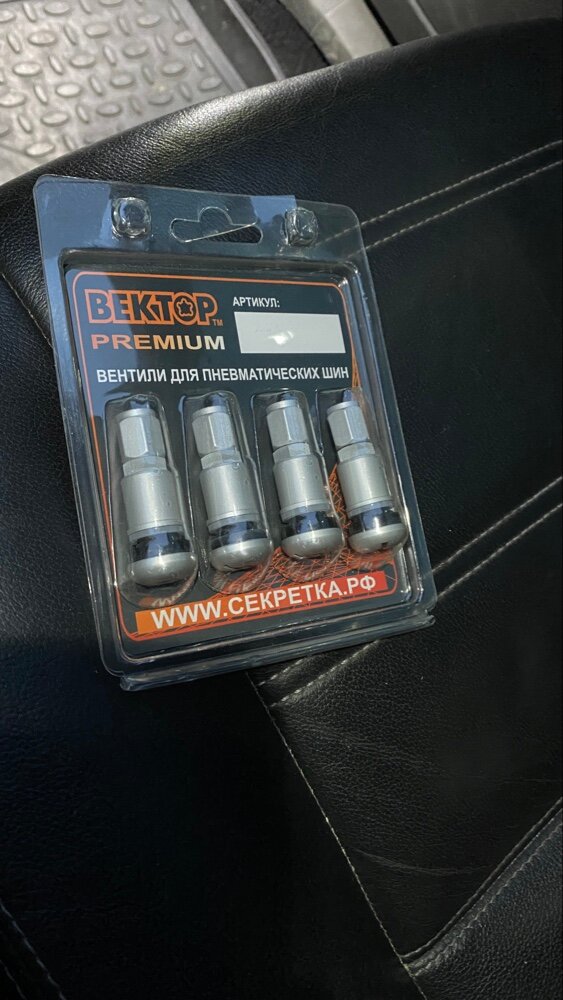 ВЕКТОР™
АРТИКУЛ:
PREMIUM
ВЕНТИЛИ ДЛЯ ПНЕВМАТИЧЕСКИХ ШИН
WWW.СЕКРЕТКА.РФ